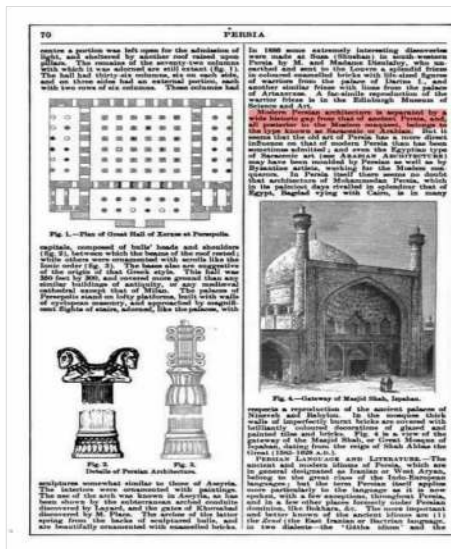 70
PERSIA
centre a portion was left open for the admission of
light, and sheltered by another roof raised upon
pillars. The remains of the seventy-two columns
with which it was adorned are still extant (fig. 1).
The hall had thirty-six columns, six on each side,
and on three sides had an external portico, each
with two rows of six columns. These columns had
Fig. 1.—Plan of Great Hall of Xerxes at Persepolis.
capitals, composed of bulls' heads and shoulders
(fig. 2), between which the beams of the roof rested;
while others were ornamented with scrolls like the
Ionic order (fig. 3). The bases also are suggestive
of the origin of that Greek style. This hall was
350 feet by 300, and covered more ground than any
similar buildings of antiquity, or any mediæval
cathedral except that of Milan. The palaces of
Persepolis stand on lofty platforms, built with walls
of cyclopean masonry, and approached by magnifi-
cent flights of stairs, adorned, like the palaces, with
Fig. 2.
Fig. 3.
Details of Persian Architecture.
sculptures somewhat similar to those of Assyria.
The interiors were ornamented with paintings.
The use of the arch was known in Assyria, as has
been shown by the subterranean arched conduits
discovered by Layard, and the gates of Khorsabad
discovered by M. Place. The arches of the latter
spring from the backs of sculptured bulls, and
are beautifully ornamented with enamelled bricks.
In 1886 some extremely interesting discoveries
were made at Susa (Shushan) in south-western
Persia by M. and Madame Dieulafoy, who un-
earthed and sent to the Louvre a splendid frieze
in coloured enamelled bricks with life-sized figures
of warriors from the palace of Darius I., and
another similar frieze with lions from the palace
of Artaxerxes. A fac-simile reproduction of the
warrior frieze is in the Edinburgh Museum of
Science and Art.
Modern Persian architecture is separated by a
wide historic gap from that of ancient Persia, and,
all posterior to the Moslem conquest, belongs to
the type known as Saracenic or Arabian. But it
seems that the old art of Persia has a more direct
influence on that of modern Persia than has been
sometimes admitted; and even the Egyptian type
of Saracenic art (see ARABIAN ARCHITECTURE)
may have been moulded by Persian as well as by
Byzantine artists, working for the Moslem con-
querors. In Persia itself there seems no doubt
that architecture of Mohammedan Persia, which
in its palmiest days rivalled in splendour that of
Egypt, Bagdad vying with Cairo, is in many
Fig. 4.—Gateway of Masjid Shah, Ispahan.
respects a reproduction of the ancient palaces of
Nineveh and Babylon. In the mosques thick
walls of imperfectly burnt bricks are covered with
brilliantly coloured decorations of glazed and
painted tiles and bricks. Fig. 4 is a view of the
gateway of the Masjid Shah, or Great Mosque of
Ispahan, dating from the reign of Shah Abbas the
Great (1585-1628 A.D.).
PERSIAN LANGUAGE AND LITERATURE.—The
ancient and modern idioms of Persia, which are
in general designated as Iranian or West Aryan,
belong to the great class of the Indo-European
languages; but the term Persian itself applies
more particularly to the language as it is now
spoken, with a few exceptions, throughout Persia,
and in a few other places formerly under Persian
dominion, like Bokhara, &c. The more important
and better known of the ancient idioms are (1)
the Zend (the East Iranian or Bactrian language,
in two dialects—the 'Gâtha idiom' and the